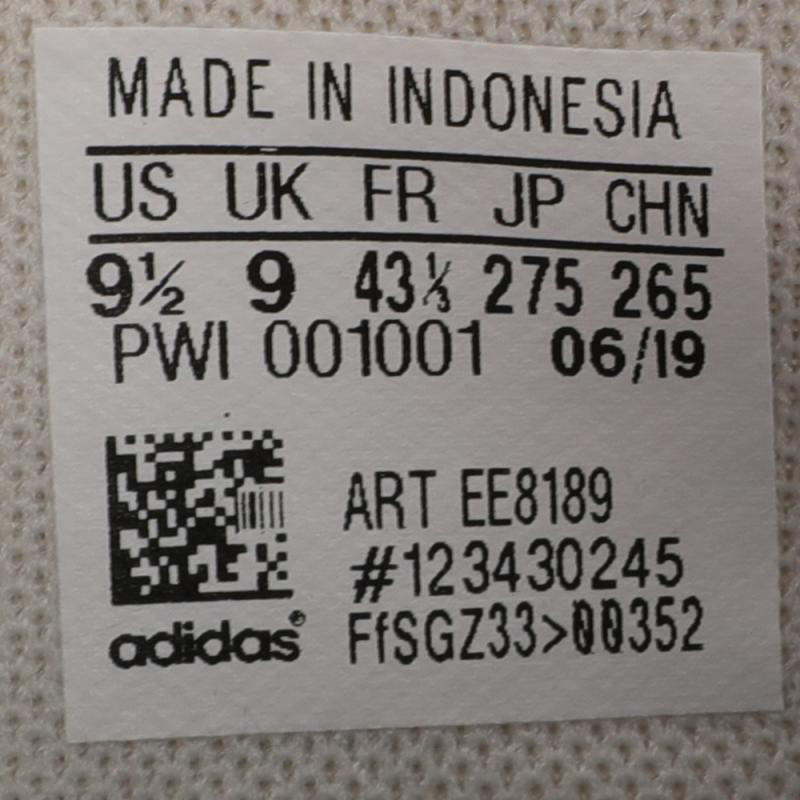 MADE IN INDONESIA
US UK FR JP CHN
9½ 9 43⅓ 275 265
PWI 001001 06/19
ART EE8189
#123430245
adidas® FfSGZ33>00352